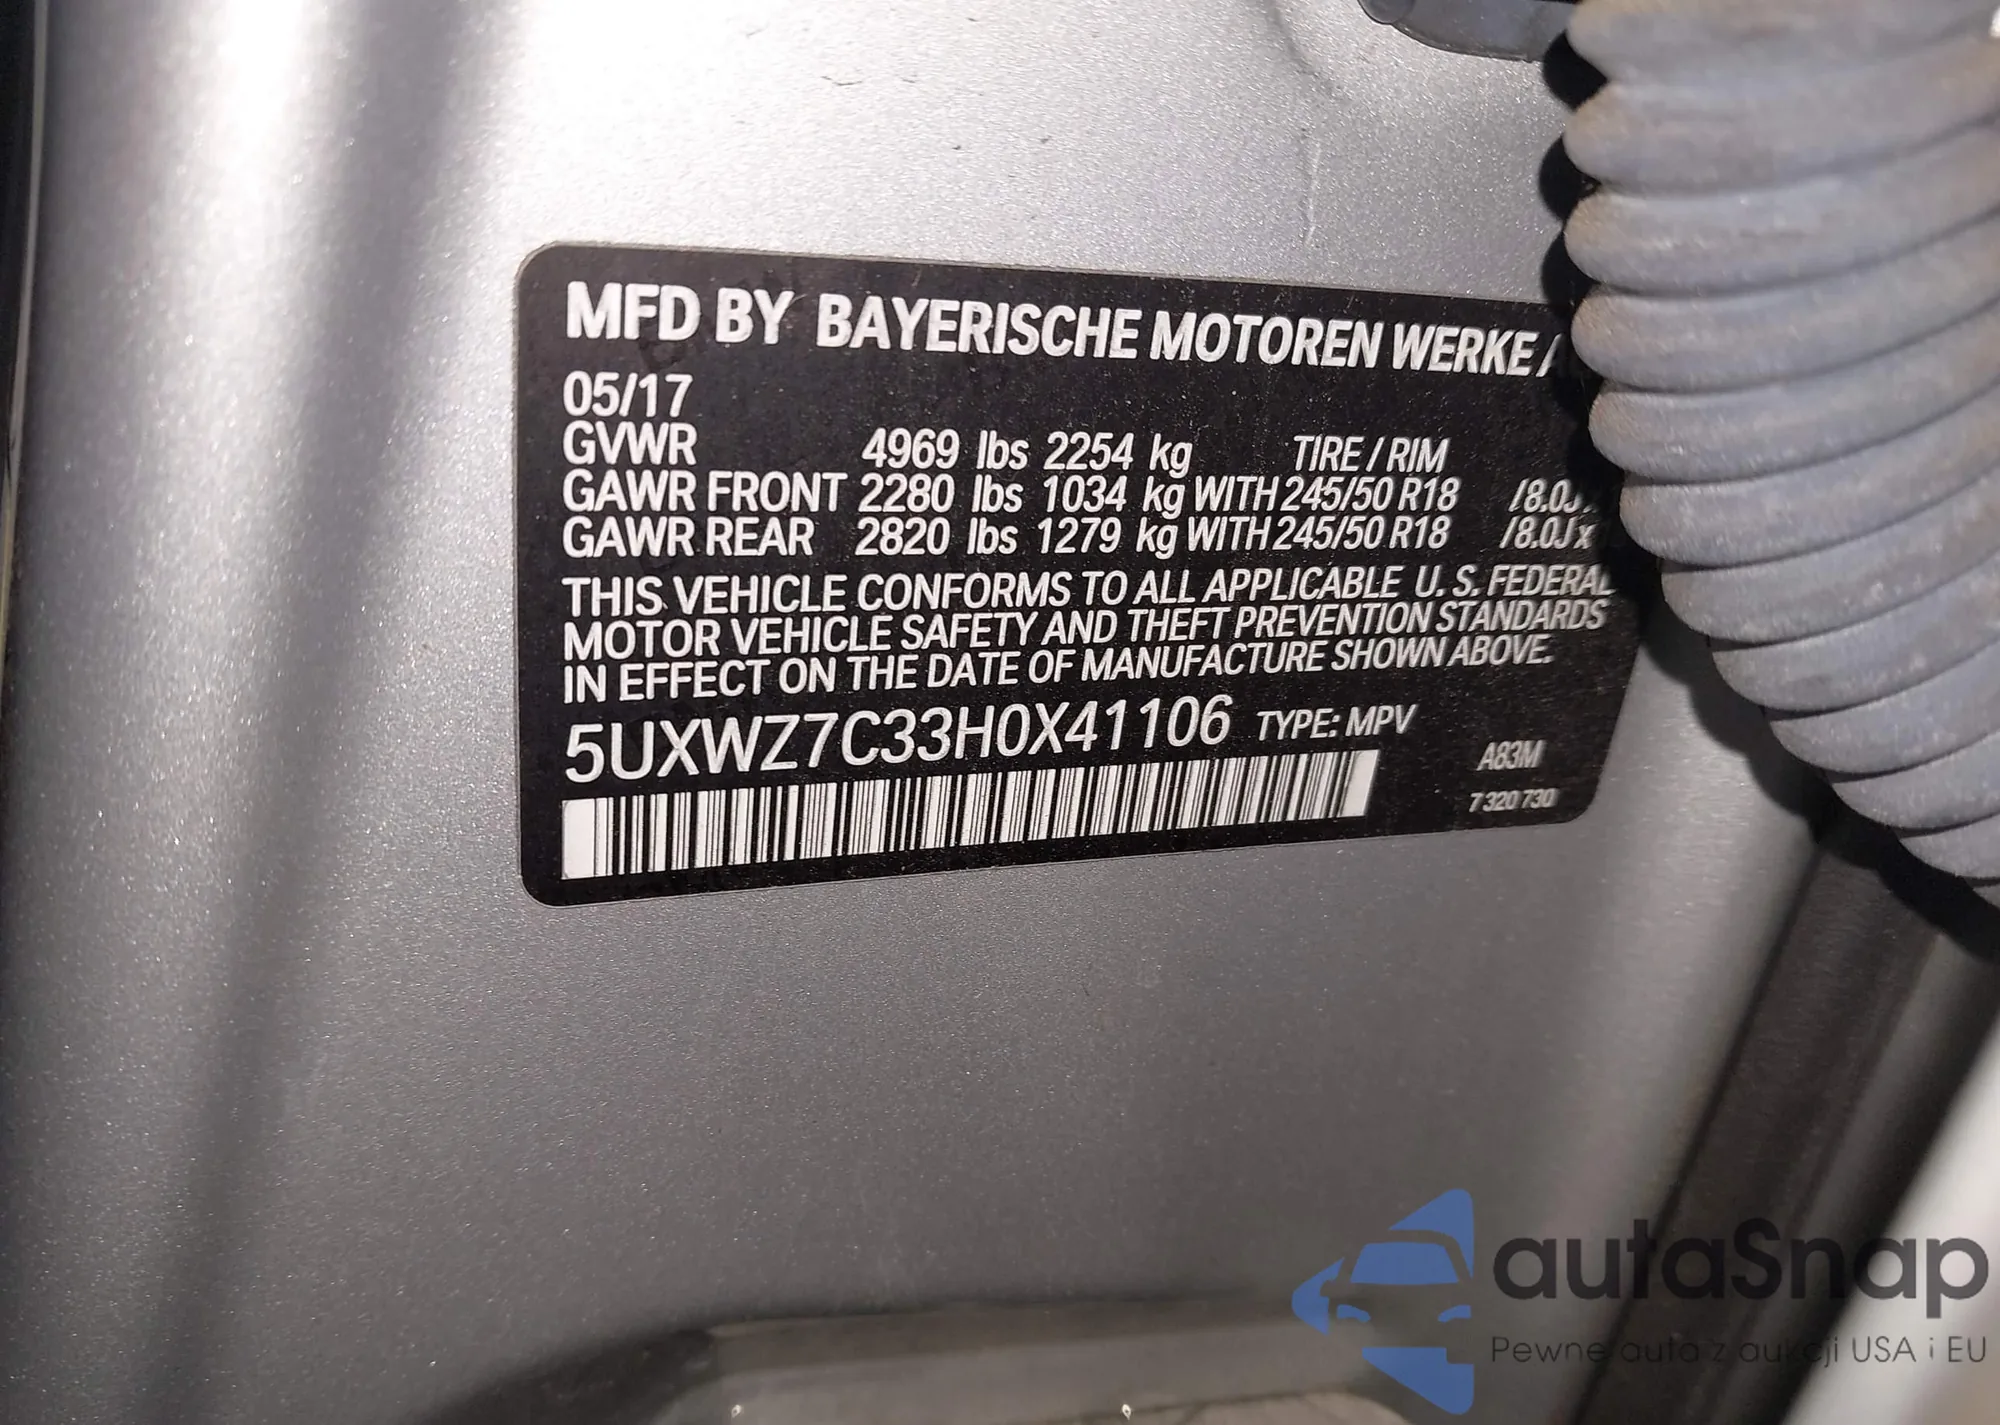 MFD BY BAYERISCHE MOTOREN WERKE A
05/17
GVWR 4969 lbs 2254 kg TIRE / RIM
GAWR FRONT 2280 lbs 1034 kg WITH 245/50 R18 /8.0J
GAWR REAR 2820 lbs 1279 kg WITH 245/50 R18 /8.0J x
THIS VEHICLE CONFORMS TO ALL APPLICABLE U. S. FEDERAL
MOTOR VEHICLE SAFETY AND THEFT PREVENTION STANDARDS
IN EFFECT ON THE DATE OF MANUFACTURE SHOWN ABOVE.
5UXWZ7C33H0X41106 TYPE: MPV
A83M
7 320 730
autaSnap
Pewne auta z aukcji USA i EU